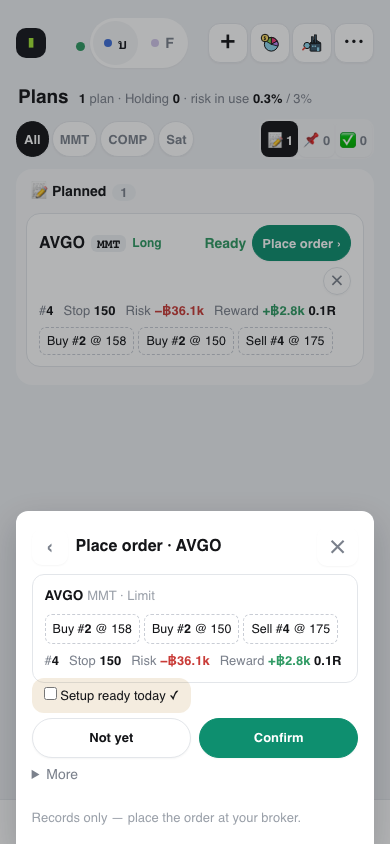 บ F + •••
Plans 1 plan · Holding 0 · risk in use 0.3% / 3%
All MMT COMP Sat 📝 1 📌 0 ✅ 0
📝 Planned 1
AVGO MMT Long Ready Place order ›
✕
#4 Stop 150 Risk −฿36.1k Reward +฿2.8k 0.1R
Buy #2 @ 158 Buy #2 @ 150 Sell #4 @ 175
‹ Place order · AVGO ✕
AVGO MMT · Limit
Buy #2 @ 158 Buy #2 @ 150 Sell #4 @ 175
#4 Stop 150 Risk −฿36.1k Reward +฿2.8k 0.1R
Setup ready today ✓
Not yet Confirm
▶ More
Records only — place the order at your broker.